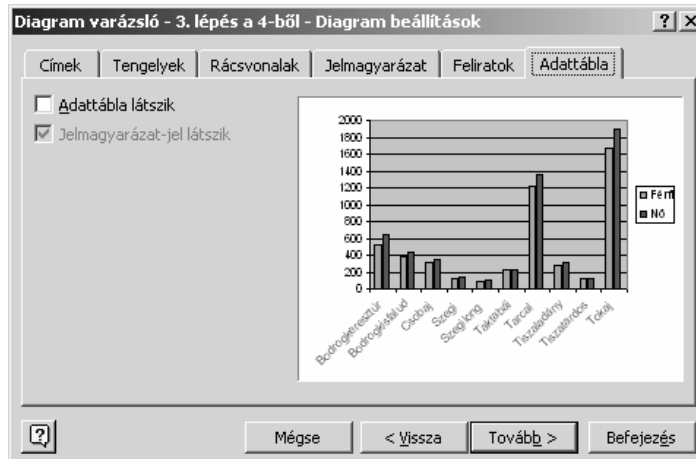 Diagram varázsló - 3. lépés a 4-ből - Diagram beállítások
Címek
Tengelyek
Rácsvonalak
Jelmagyarázat
Feliratok
Adattábla
Adattábla látszik
Jelmagyarázat-jel látszik
2000
1800
1600
1400
1200
1000
800
600
400
200
0
Bodrogkeresztúr
Bodrogkisfalud
Csobaj
Szegi
Szegilong
Taktabáj
Tarcal
Tiszaladány
Tiszatardos
Tokaj
Férfi
Nő
Mégse
< Vissza
Tovább >
Befejezés